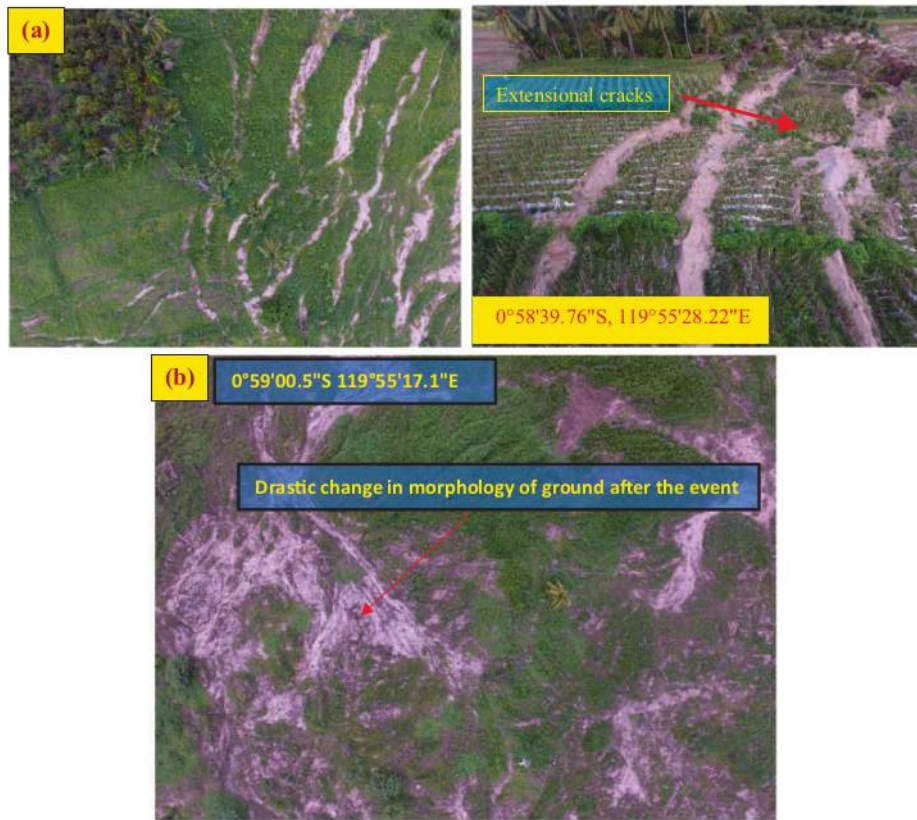 (a)
Extensional cracks
0°58'39.76"S, 119°55'28.22"E
(b)
0°59'00.5"S 119°55'17.1"E
Drastic change in morphology of ground after the event